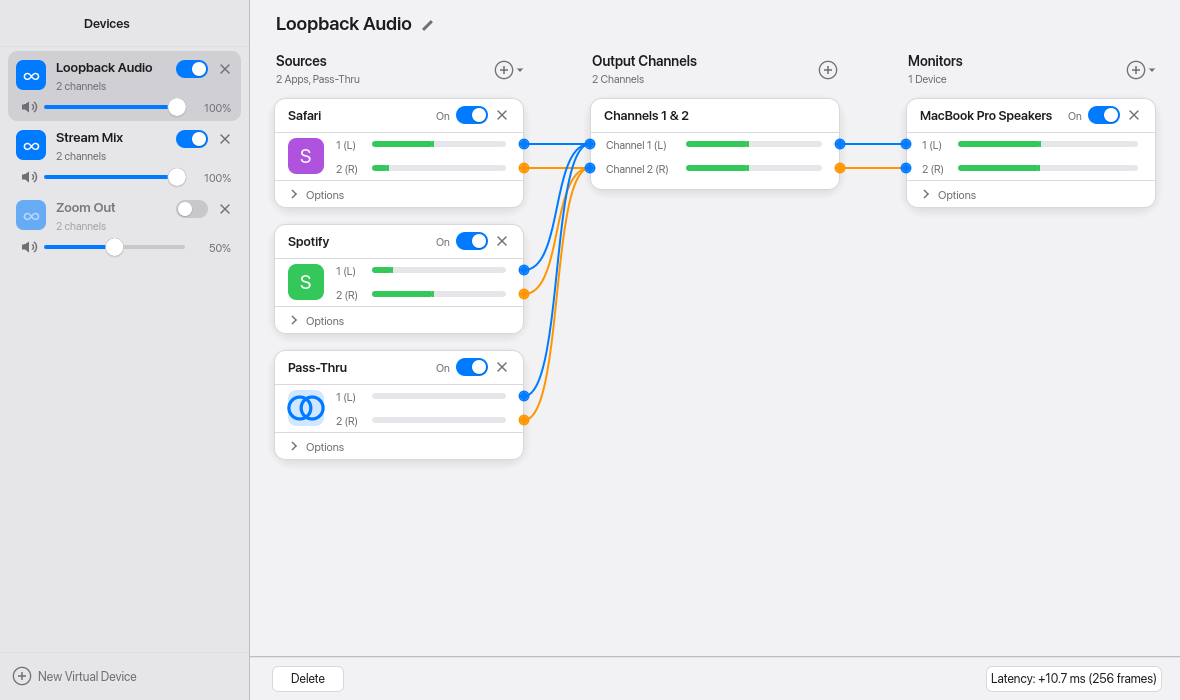 Devices
Loopback Audio
2 channels
100%
Stream Mix
2 channels
100%
Zoom Out
2 channels
50%
New Virtual Device
Loopback Audio
Sources
2 Apps, Pass-Thru
Safari On
S
1 (L)
2 (R)
Options
Spotify On
S
1 (L)
2 (R)
Options
Pass-Thru On
1 (L)
2 (R)
Options
Output Channels
2 Channels
Channels 1 & 2
Channel 1 (L)
Channel 2 (R)
Monitors
1 Device
MacBook Pro Speakers On
1 (L)
2 (R)
Options
Delete
Latency: +10.7 ms (256 frames)